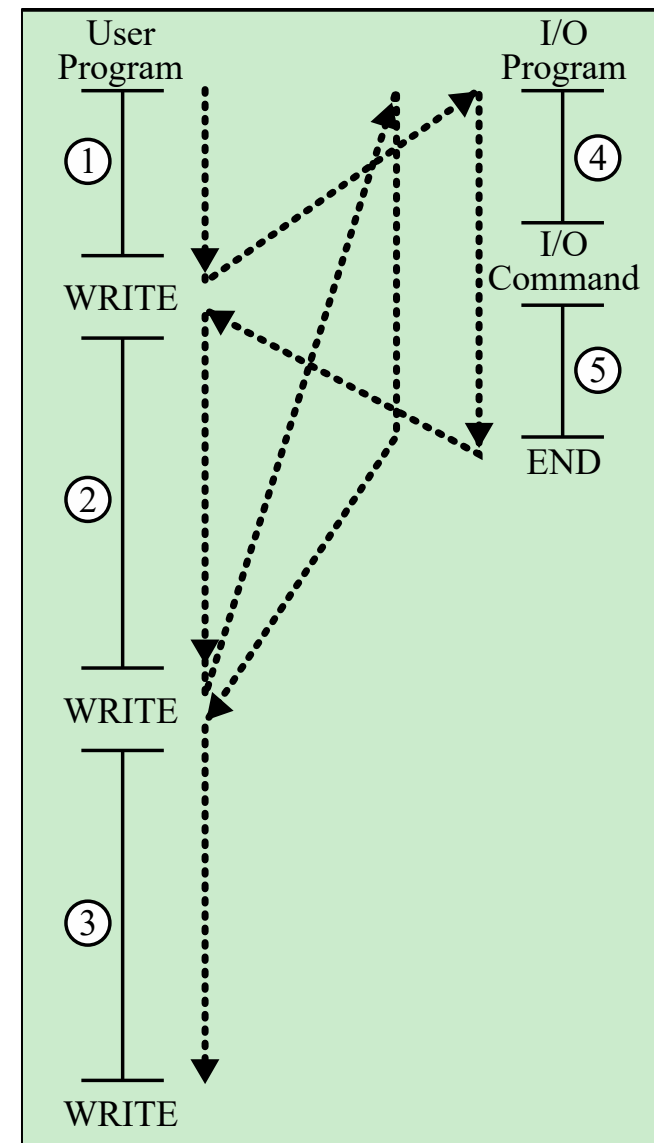 User
Program
1
WRITE
2
WRITE
3
WRITE
I/O
Program
4
I/O
Command
5
END